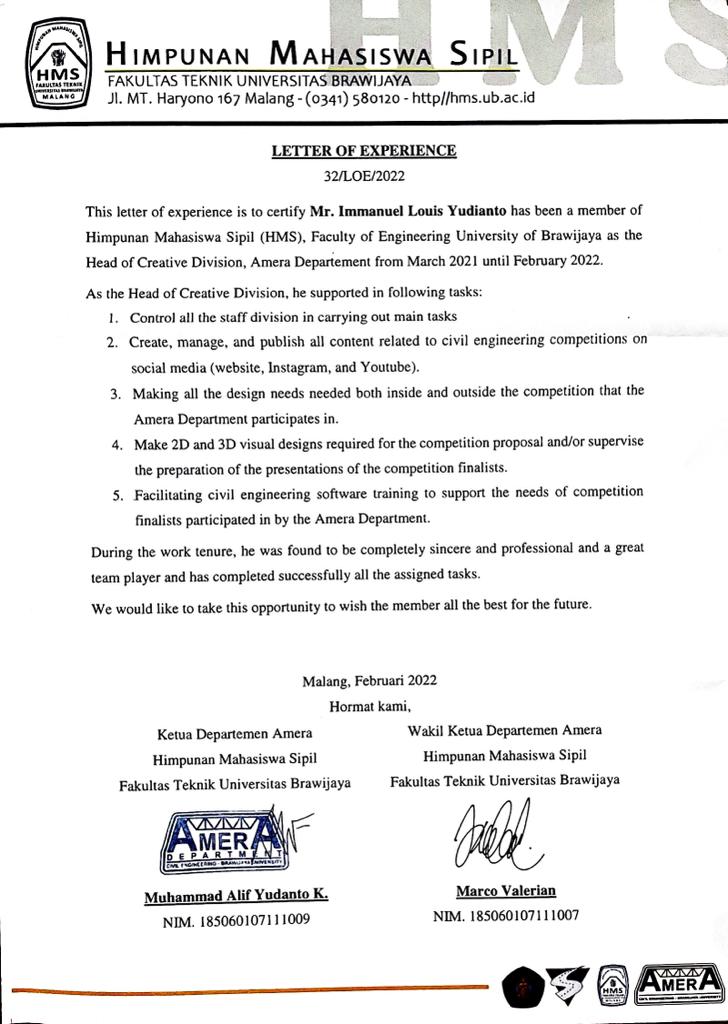 HMS
HIMPUNAN MAHASISWA SIPIL
HMS
FAKULTAS TEKNIK
UNIVERSITAS BRAWIJAYA
MALANG
HIMPUNAN MAHASISWA SIPIL
FAKULTAS TEKNIK UNIVERSITAS BRAWIJAYA
Jl. MT. Haryono 167 Malang - (0341) 580120 - http//hms.ub.ac.id
LETTER OF EXPERIENCE
32/LOE/2022
This letter of experience is to certify Mr. Immanuel Louis Yudianto has been a member of
Himpunan Mahasiswa Sipil (HMS), Faculty of Engineering University of Brawijaya as the
Head of Creative Division, Amera Departement from March 2021 until February 2022.
As the Head of Creative Division, he supported in following tasks:
1. Control all the staff division in carrying out main tasks
2. Create, manage, and publish all content related to civil engineering competitions on
social media (website, Instagram, and Youtube).
3. Making all the design needs needed both inside and outside the competition that the
Amera Department participates in.
4. Make 2D and 3D visual designs required for the competition proposal and/or supervise
the preparation of the presentations of the competition finalists.
5. Facilitating civil engineering software training to support the needs of competition
finalists participated in by the Amera Department.
During the work tenure, he was found to be completely sincere and professional and a great
team player and has completed successfully all the assigned tasks.
We would like to take this opportunity to wish the member all the best for the future.
Malang, Februari 2022
Hormat kami,
Ketua Departemen Amera
Himpunan Mahasiswa Sipil
Fakultas Teknik Universitas Brawijaya
AMERA
DEPARTMENT
CIVIL ENGINEERING - BRAWIJAYA UNIVERSITY
Muhammad Alif Yudanto K.
NIM. 185060107111009
Wakil Ketua Departemen Amera
Himpunan Mahasiswa Sipil
Fakultas Teknik Universitas Brawijaya
Marco Valerian
NIM. 185060107111007
HMS
AMERA
CIVIL ENGINEERING - BRAWIJAYA UNIVERSITY